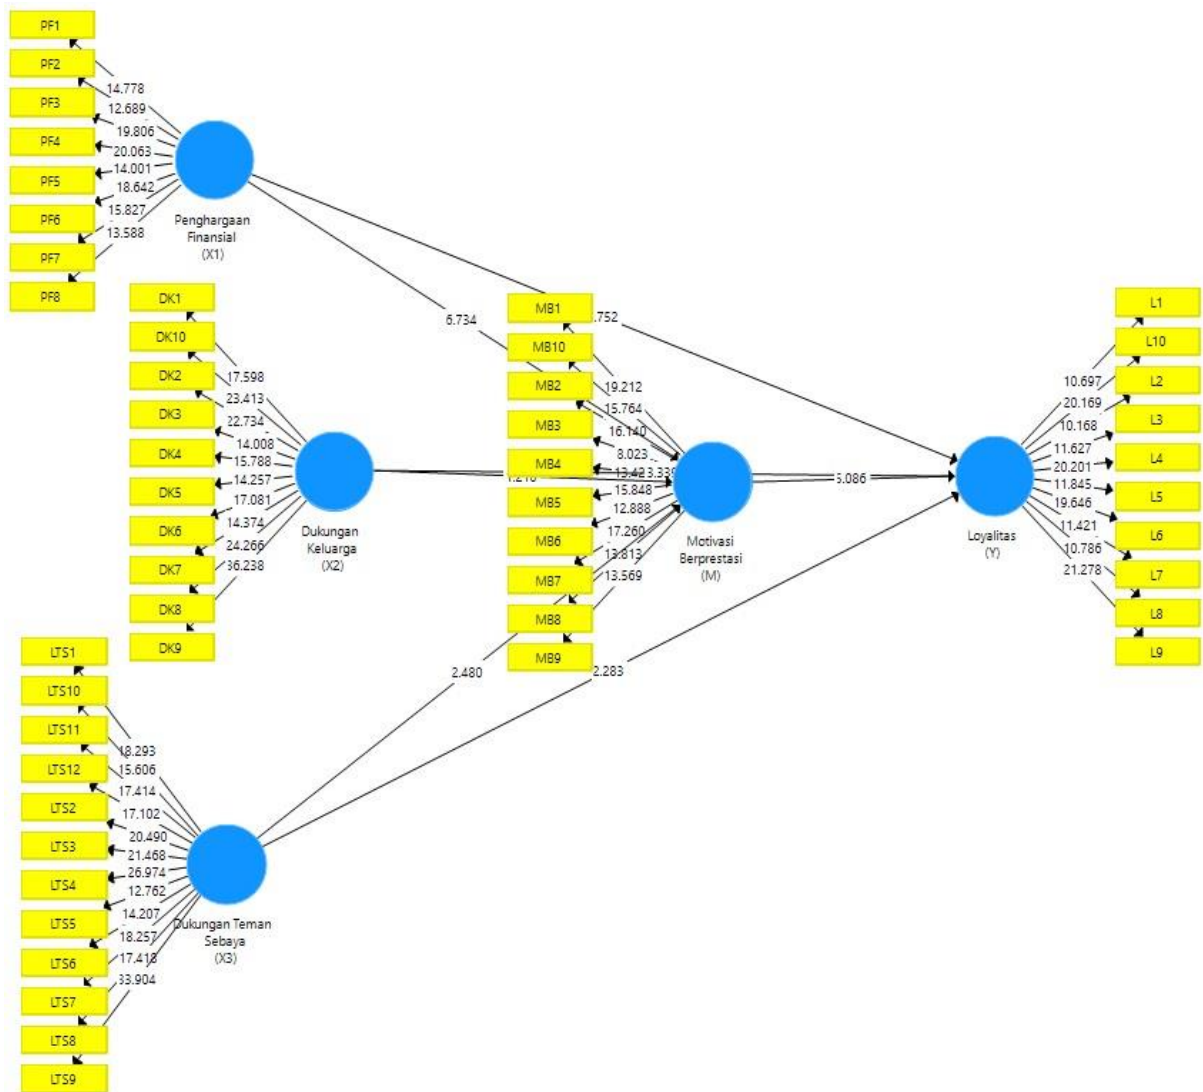 PF1
PF2
PF3
PF4
PF5
PF6
PF7
PF8
14.778
12.689
19.806
20.063
14.001
18.642
15.827
13.588
Penghargaan
Finansial
(X1)
DK1
DK10
DK2
DK3
DK4
DK5
DK6
DK7
DK8
DK9
17.598
23.413
22.734
14.008
15.788
14.257
17.081
14.374
24.266
36.238
Dukungan
Keluarga
(X2)
LTS1
LTS10
LTS11
LTS12
LTS2
LTS3
LTS4
LTS5
LTS6
LTS7
LTS8
LTS9
18.293
15.606
17.414
17.102
20.490
21.468
26.974
12.762
14.207
18.257
17.418
33.904
Dukungan Teman
Sebaya
(X3)
6.734
.752
2.480
2.283
MB1
MB10
MB2
MB3
MB4
MB5
MB6
MB7
MB8
MB9
19.212
15.764
16.140
8.023
3.339
15.848
12.888
17.260
13.813
13.569
Motivasi
Berprestasi
(M)
Loyalitas
(Y)
10.697
20.169
10.168
11.627
20.201
11.845
19.646
11.421
10.786
21.278
L1
L10
L2
L3
L4
L5
L6
L7
L8
L9